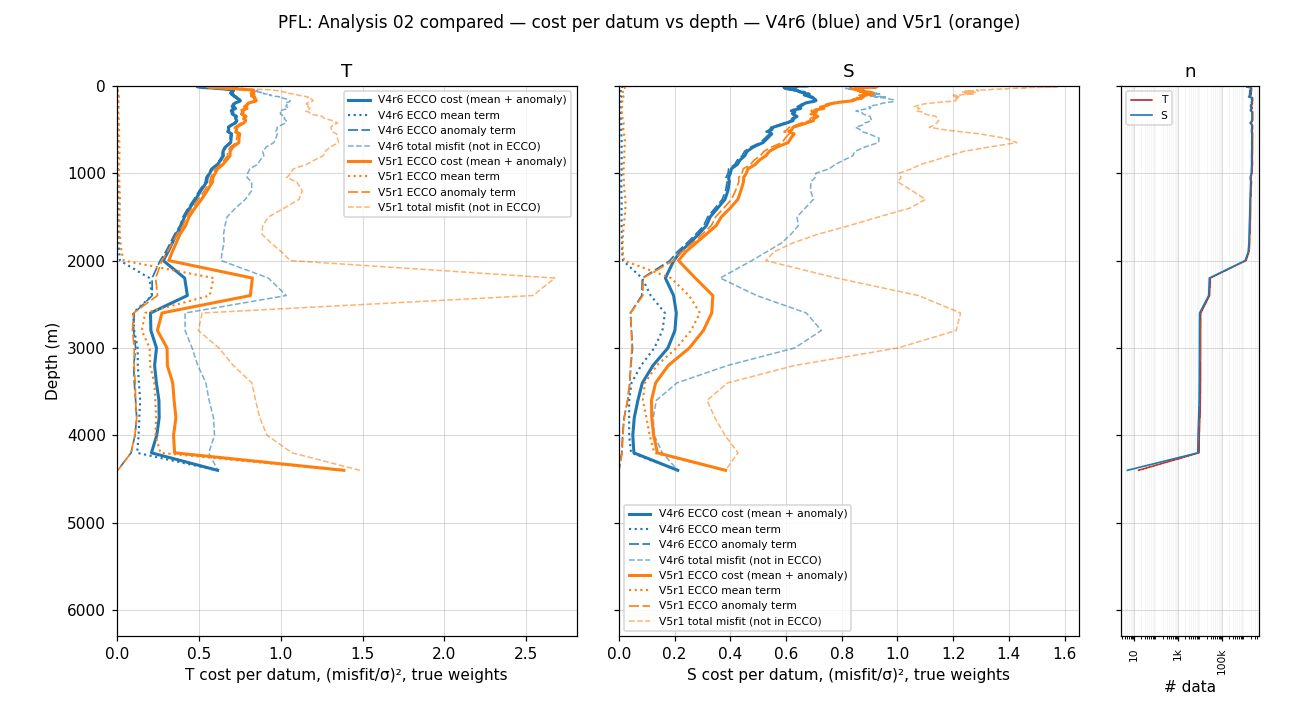 PFL: Analysis 02 compared — cost per datum vs depth — V4r6 (blue) and V5r1 (orange)
T
S
n
V4r6 ECCO cost (mean + anomaly)
V4r6 ECCO mean term
V4r6 ECCO anomaly term
V4r6 total misfit (not in ECCO)
V5r1 ECCO cost (mean + anomaly)
V5r1 ECCO mean term
V5r1 ECCO anomaly term
V5r1 total misfit (not in ECCO)
T
S
0
1000
2000
3000
4000
5000
6000
Depth (m)
V4r6 ECCO cost (mean + anomaly)
V4r6 ECCO mean term
V4r6 ECCO anomaly term
V4r6 total misfit (not in ECCO)
V5r1 ECCO cost (mean + anomaly)
V5r1 ECCO mean term
V5r1 ECCO anomaly term
V5r1 total misfit (not in ECCO)
0.0 0.5 1.0 1.5 2.0 2.5
0.0 0.2 0.4 0.6 0.8 1.0 1.2 1.4 1.6
10 1k 100k
T cost per datum, (misfit/σ)², true weights
S cost per datum, (misfit/σ)², true weights
# data